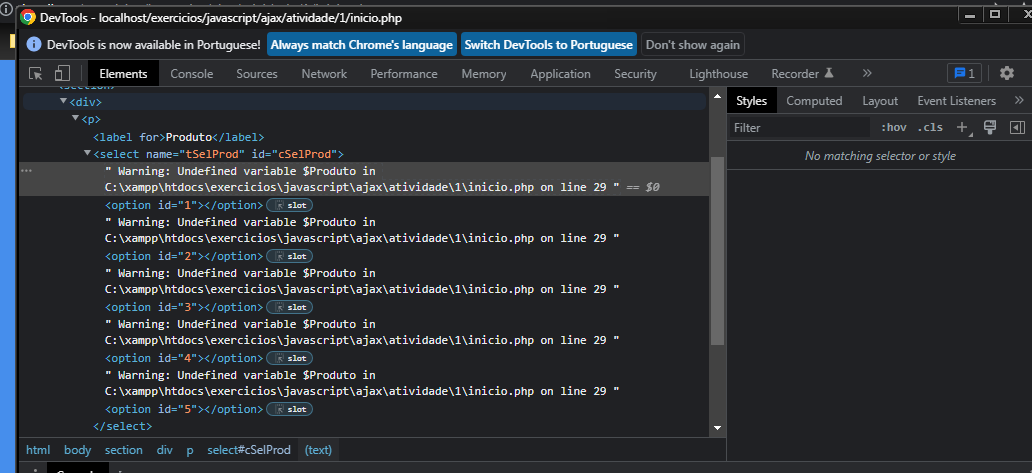 DevTools - localhost/exercicios/javascript/ajax/atividade/1/inicio.php
DevTools is now available in Portuguese! Always match Chrome's language Switch DevTools to Portuguese Don't show again
Elements Console Sources Network Performance Memory Application Security Lighthouse Recorder » 1
<div>
<p>
<label for>Produto</label>
<select name="tSelProd" id="cSelProd">
" Warning: Undefined variable $Produto in
C:\xampp\htdocs\exercicios\javascript\ajax\atividade\1\inicio.php on line 29 " == $0
<option id="1"></option> slot
" Warning: Undefined variable $Produto in
C:\xampp\htdocs\exercicios\javascript\ajax\atividade\1\inicio.php on line 29 "
<option id="2"></option> slot
" Warning: Undefined variable $Produto in
C:\xampp\htdocs\exercicios\javascript\ajax\atividade\1\inicio.php on line 29 "
<option id="3"></option> slot
" Warning: Undefined variable $Produto in
C:\xampp\htdocs\exercicios\javascript\ajax\atividade\1\inicio.php on line 29 "
<option id="4"></option> slot
" Warning: Undefined variable $Produto in
C:\xampp\htdocs\exercicios\javascript\ajax\atividade\1\inicio.php on line 29 "
<option id="5"></option> slot
</select>
html body section div p select#cSelProd (text)
Styles Computed Layout Event Listeners »
Filter :hov .cls +
No matching selector or style